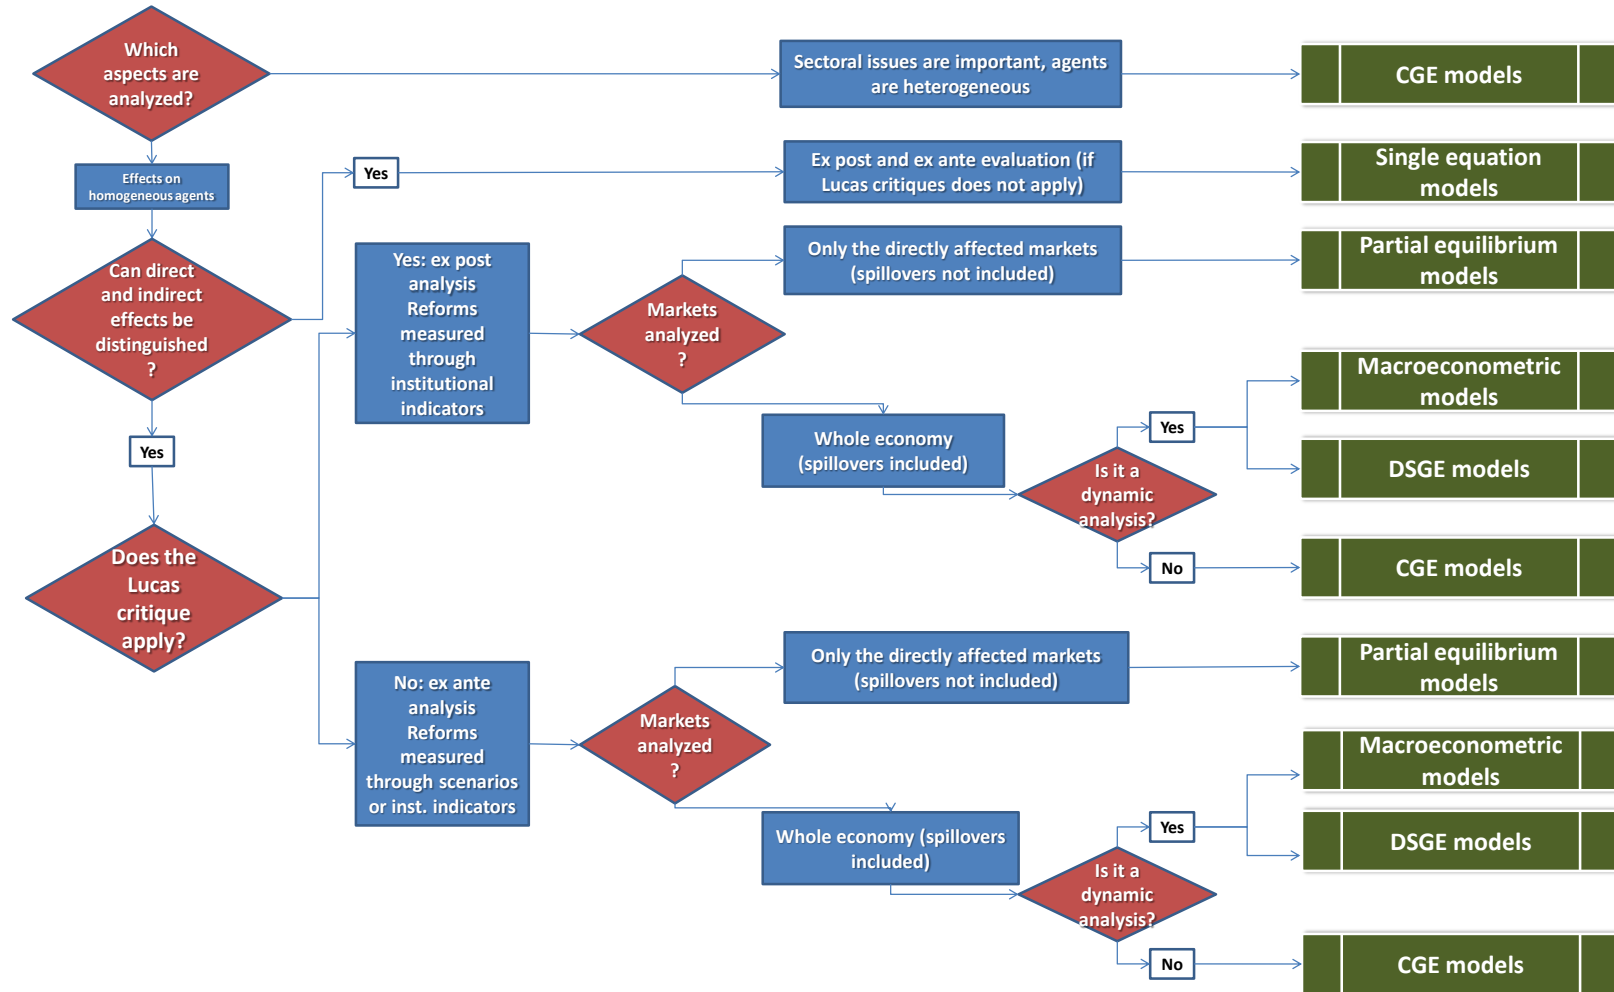 Which
aspects are
analyzed?
Sectoral issues are important, agents
are heterogeneous
CGE models
Effects on
homogeneous agents
Yes
Ex post and ex ante evaluation (if
Lucas critiques does not apply)
Single equation
models
Can direct
and indirect
effects be
distinguished
?
Yes: ex post
analysis
Reforms
measured
through
institutional
indicators
Markets
analyzed
?
Only the directly affected markets
(spillovers not included)
Partial equilibrium
models
Whole economy
(spillovers included)
Is it a
dynamic
analysis?
Yes
Macroeconometric
models
DSGE models
No
CGE models
Yes
Does the
Lucas
critique
apply?
No: ex ante
analysis
Reforms
measured
through scenarios
or inst. indicators
Markets
analyzed
?
Only the directly affected markets
(spillovers not included)
Partial equilibrium
models
Whole economy (spillovers
included)
Is it a
dynamic
analysis?
Yes
Macroeconometric
models
DSGE models
No
CGE models